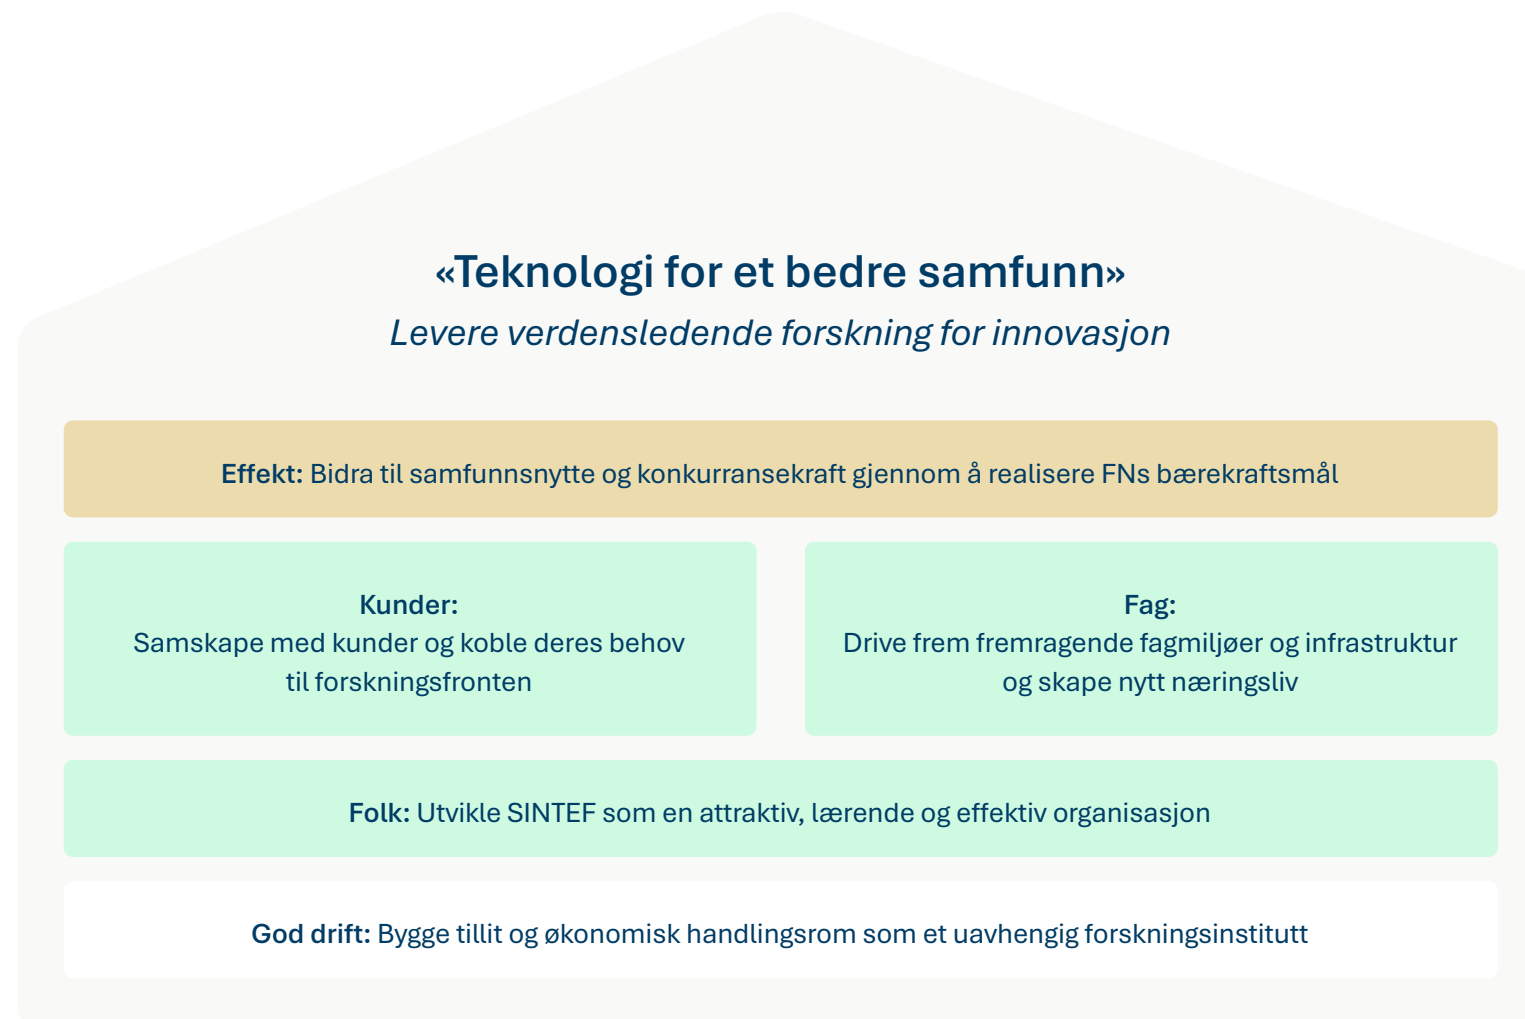 «Teknologi for et bedre samfunn»
Levere verdensledende forskning for innovasjon
Effekt: Bidra til samfunnsnytte og konkurransekraft gjennom å realisere FNs bærekraftsmål
Kunder:
Samskape med kunder og koble deres behov
til forskningsfronten
Fag:
Drive frem fremragende fagmiljøer og infrastruktur
og skape nytt næringsliv
Folk: Utvikle SINTEF som en attraktiv, lærende og effektiv organisasjon
God drift: Bygge tillit og økonomisk handlingsrom som et uavhengig forskningsinstitutt